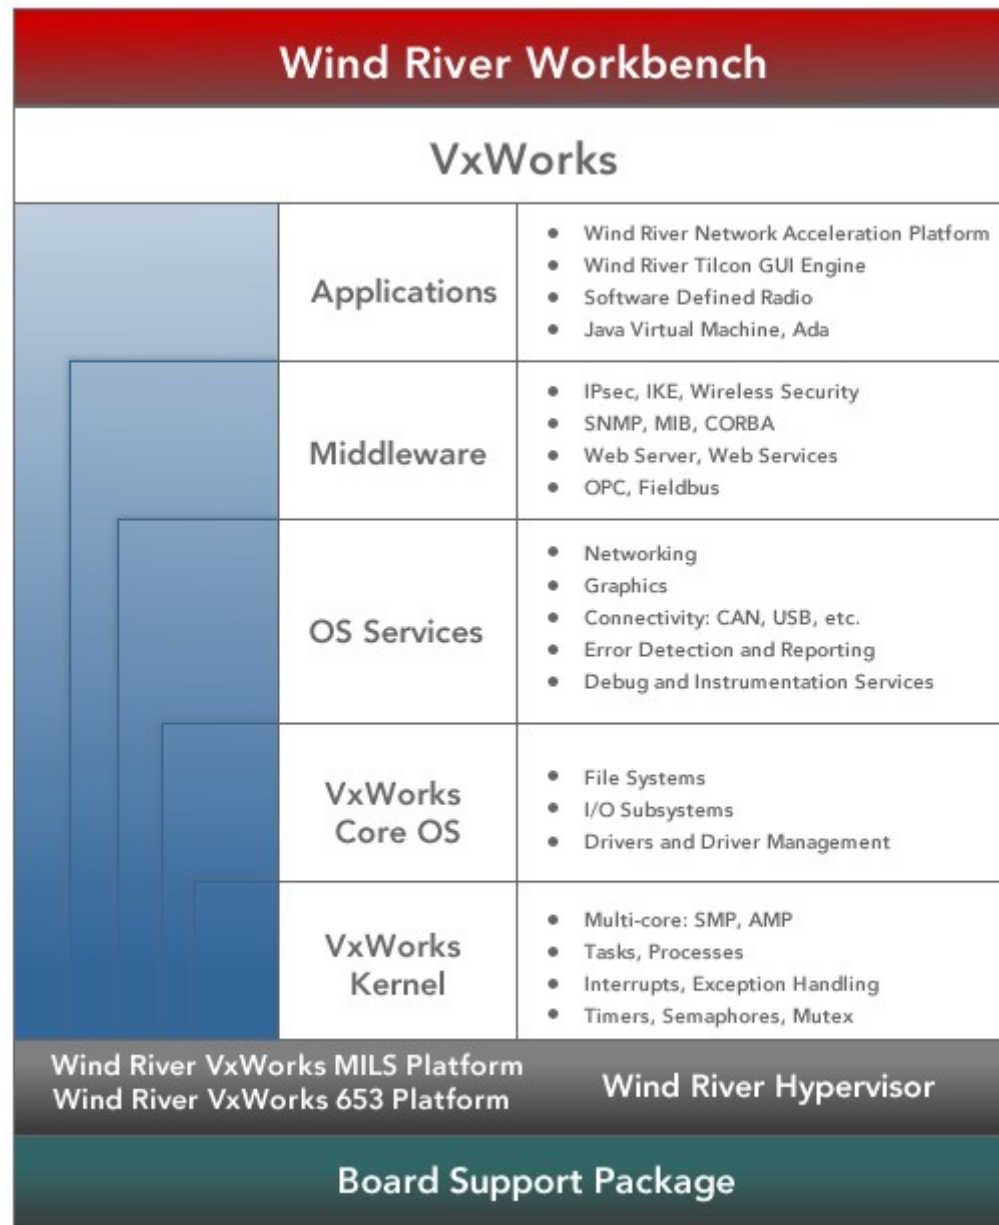 Wind River Workbench
VxWorks
Applications
• Wind River Network Acceleration Platform
• Wind River Tilcon GUI Engine
• Software Defined Radio
• Java Virtual Machine, Ada
Middleware
• IPsec, IKE, Wireless Security
• SNMP, MIB, CORBA
• Web Server, Web Services
• OPC, Fieldbus
OS Services
• Networking
• Graphics
• Connectivity: CAN, USB, etc.
• Error Detection and Reporting
• Debug and Instrumentation Services
VxWorks
Core OS
• File Systems
• I/O Subsystems
• Drivers and Driver Management
VxWorks
Kernel
• Multi-core: SMP, AMP
• Tasks, Processes
• Interrupts, Exception Handling
• Timers, Semaphores, Mutex
Wind River VxWorks MILS Platform
Wind River VxWorks 653 Platform
Wind River Hypervisor
Board Support Package